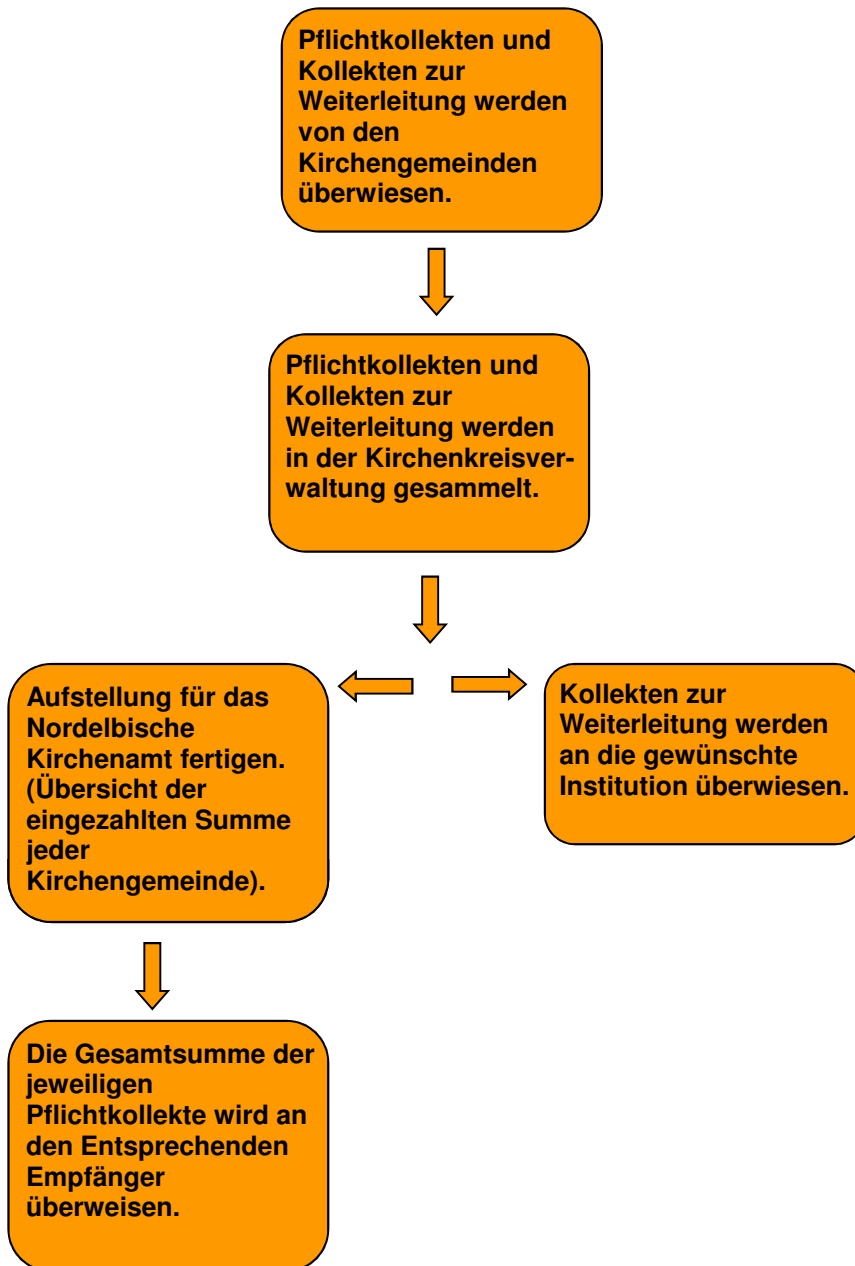 Pflichtkollekten und
Kollekten zur
Weiterleitung werden
von den
Kirchengemeinden
überwiesen.
Pflichtkollekten und
Kollekten zur
Weiterleitung werden
in der Kirchenkreisver-
waltung gesammelt.
Aufstellung für das
Nordelbische
Kirchenamt fertigen.
(Übersicht der
eingezahlten Summe
jeder
Kirchengemeinde).
Kollekten zur
Weiterleitung werden
an die gewünschte
Institution überwiesen.
Die Gesamtsumme der
jeweiligen
Pflichtkollekte wird an
den Entsprechenden
Empfänger
überweisen.